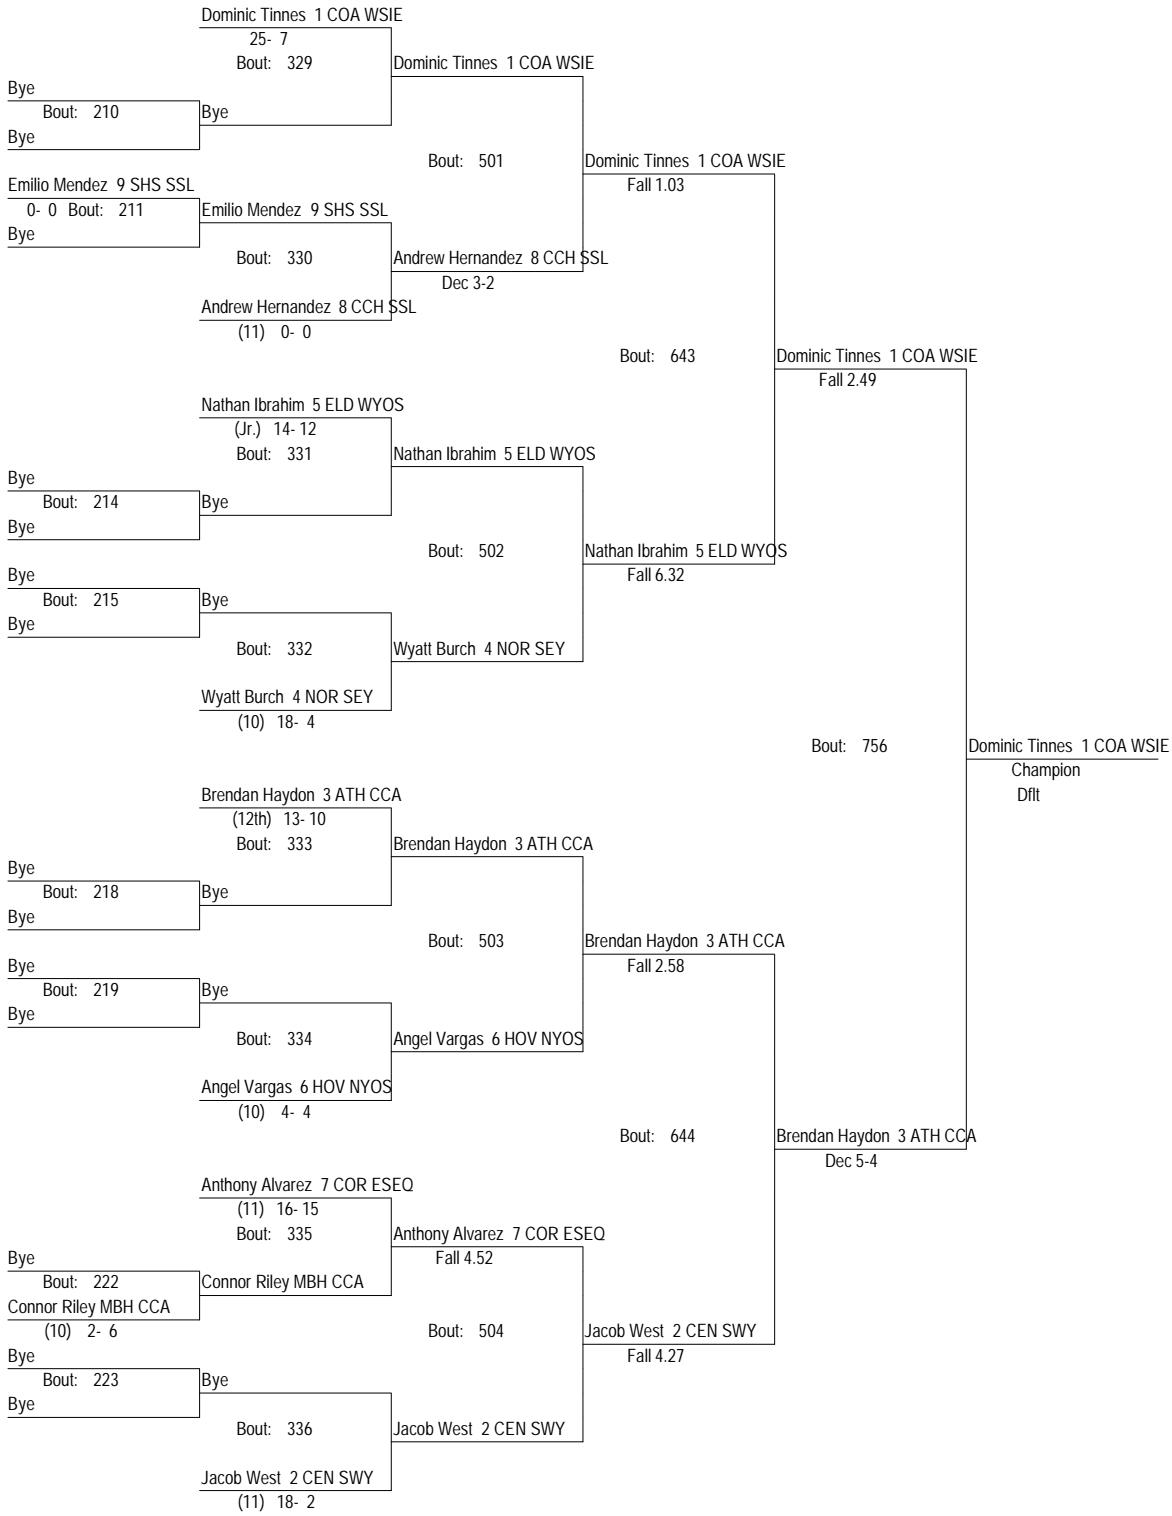 Dominic Tinnes 1 COA WSIE
25- 7
Bout: 329
Dominic Tinnes 1 COA WSIE
Bye
Bout: 210
Bye
Bye
Bout: 501
Dominic Tinnes 1 COA WSIE
Fall 1.03
Emilio Mendez 9 SHS SSL
0- 0 Bout: 211
Emilio Mendez 9 SHS SSL
Bye
Bout: 330
Andrew Hernandez 8 CCH SSL
Dec 3-2
Andrew Hernandez 8 CCH SSL
(11) 0- 0
Bout: 643
Dominic Tinnes 1 COA WSIE
Fall 2.49
Nathan Ibrahim 5 ELD WYOS
(Jr.) 14- 12
Bout: 331
Nathan Ibrahim 5 ELD WYOS
Bye
Bout: 214
Bye
Bye
Bout: 502
Nathan Ibrahim 5 ELD WYOS
Fall 6.32
Bye
Bout: 215
Bye
Bye
Bout: 332
Wyatt Burch 4 NOR SEY
Wyatt Burch 4 NOR SEY
(10) 18- 4
Bout: 756
Dominic Tinnes 1 COA WSIE
Champion
Dflt
Brendan Haydon 3 ATH CCA
(12th) 13- 10
Bout: 333
Brendan Haydon 3 ATH CCA
Bye
Bout: 218
Bye
Bye
Bout: 503
Brendan Haydon 3 ATH CCA
Fall 2.58
Bye
Bout: 219
Bye
Bye
Bout: 334
Angel Vargas 6 HOV NYOS
Angel Vargas 6 HOV NYOS
(10) 4- 4
Bout: 644
Brendan Haydon 3 ATH CCA
Dec 5-4
Anthony Alvarez 7 COR ESEQ
(11) 16- 15
Bout: 335
Anthony Alvarez 7 COR ESEQ
Fall 4.52
Bye
Bout: 222
Connor Riley MBH CCA
Connor Riley MBH CCA
(10) 2- 6
Bout: 504
Jacob West 2 CEN SWY
Fall 4.27
Bye
Bout: 223
Bye
Bye
Bout: 336
Jacob West 2 CEN SWY
Jacob West 2 CEN SWY
(11) 18- 2